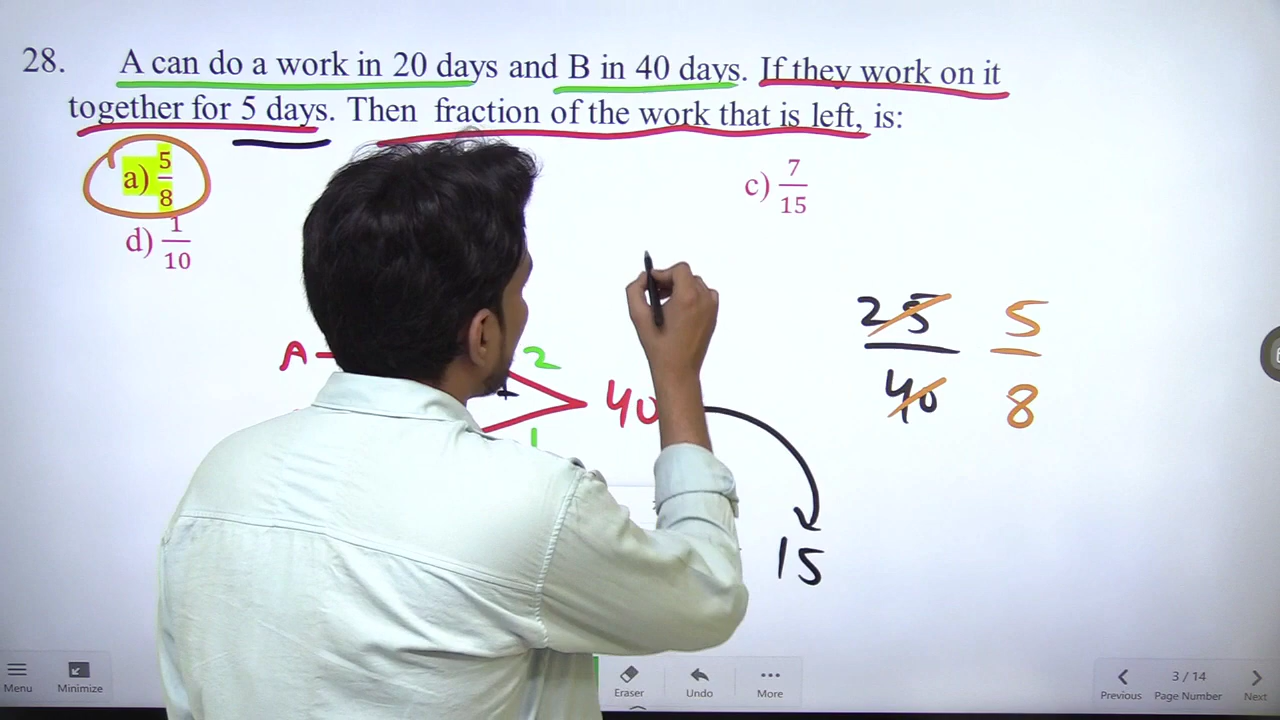 28. A can do a work in 20 days and B in 40 days. If they work on it
together for 5 days. Then fraction of the work that is left, is:
a) 5/8
c) 7/15
d) 1/10
A
2
+
1
40
15
25/40
5/8
Menu
Minimize
Eraser
Undo
More
Previous
3 / 14
Page Number
Next